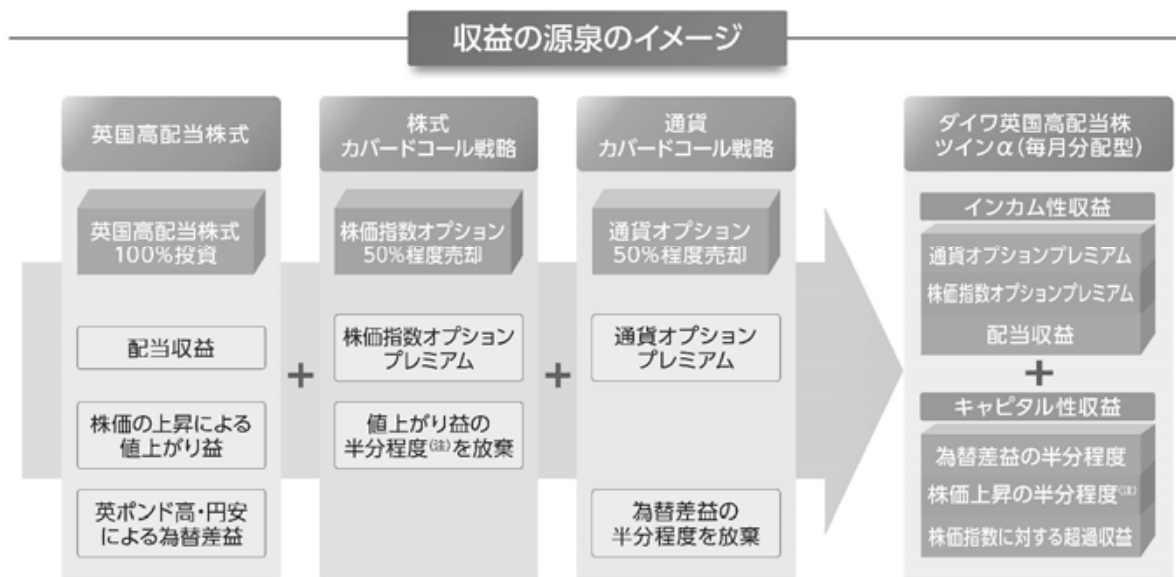 収益の源泉のイメージ
英国高配当株式
英国高配当株式
100%投資
配当収益
株価の上昇による
値上がり益
英ポンド高・円安
による為替差益
+
株式
カバードコール戦略
株価指数オプション
50%程度売却
株価指数オプション
プレミアム
値上がり益の
半分程度(注)を放棄
+
通貨
カバードコール戦略
通貨オプション
50%程度売却
通貨オプション
プレミアム
為替差益の
半分程度を放棄
ダイワ英国高配当株
ツインα(毎月分配型)
インカム性収益
通貨オプションプレミアム
株価指数オプションプレミアム
配当収益
+
キャピタル性収益
為替差益の半分程度
株価上昇の半分程度(注)
株価指数に対する超過収益